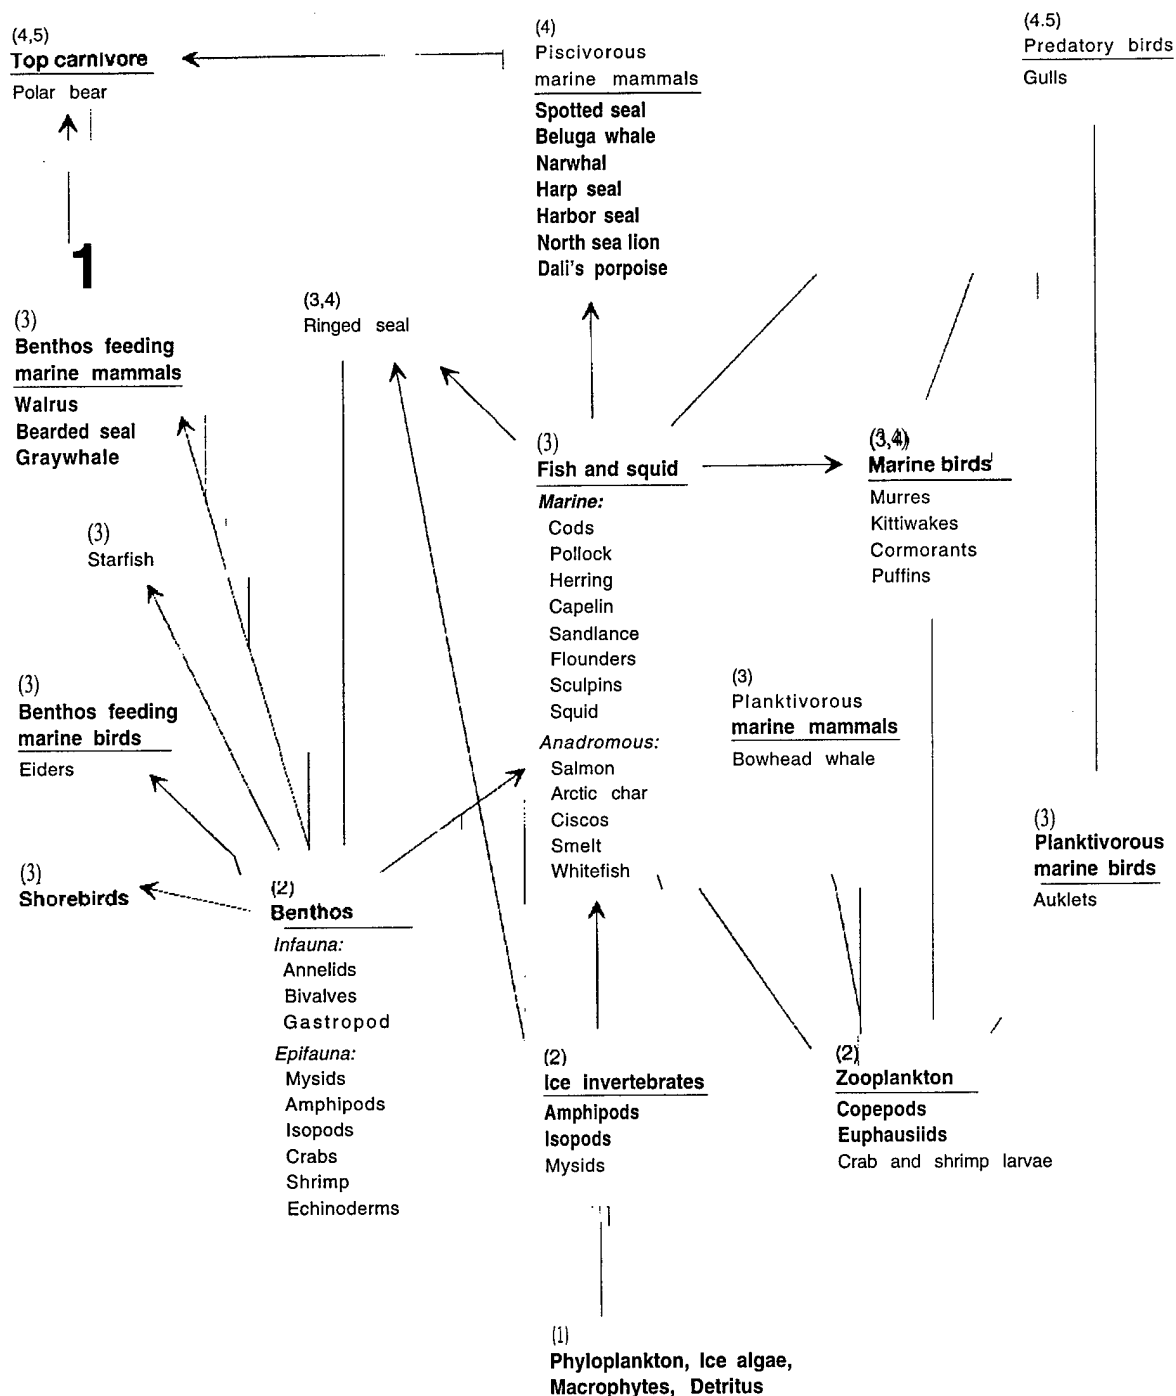 (4,5)
Top carnivore
Polar bear
(4)
Piscivorous
marine mammals
Spotted seal
Beluga whale
Narwhal
Harp seal
Harbor seal
North sea lion
Dali's porpoise
(4.5)
Predatory birds
Gulls
1
(3)
Benthos feeding
marine mammals
Walrus
Bearded seal
Graywhale
(3,4)
Ringed seal
(3)
Starfish
(3)
Benthos feeding
marine birds
Eiders
(3)
Shorebirds
(2)
Benthos
Infauna:
Annelids
Bivalves
Gastropod
Epifauna:
Mysids
Amphipods
Isopods
Crabs
Shrimp
Echinoderms
(3)
Fish and squid
Marine:
Cods
Pollock
Herring
Capelin
Sandlance
Flounders
Sculpins
Squid
Anadromous:
Salmon
Arctic char
Ciscos
Smelt
Whitefish
(3,4)
Marine birds
Murres
Kittiwakes
Cormorants
Puffins
(3)
Planktivorous
marine mammals
Bowhead whale
(3)
Planktivorous
marine birds
Auklets
(2)
Ice invertebrates
Amphipods
Isopods
Mysids
(2)
Zooplankton
Copepods
Euphausiids
Crab and shrimp larvae
(1)
Phyloplankton, Ice algae,
Macrophytes, Detritus